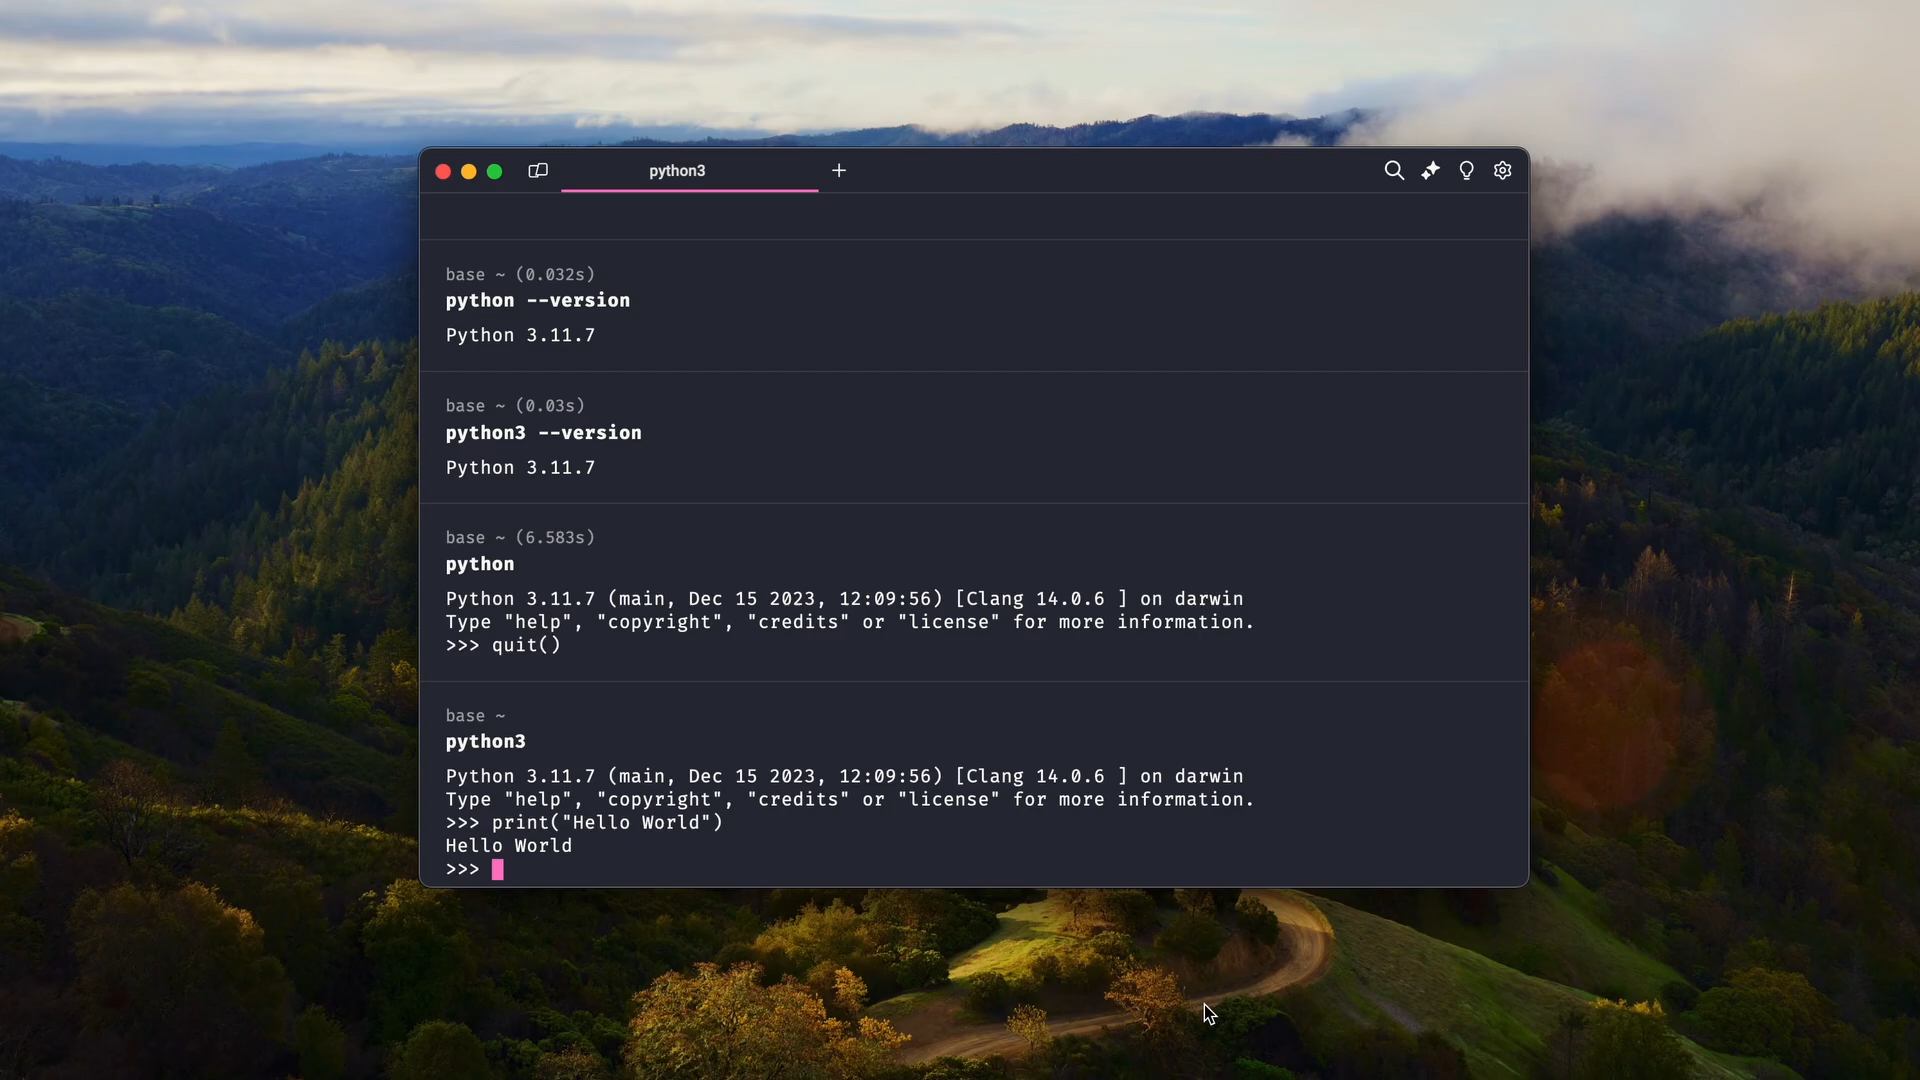 python3
base ~ (0.032s)
python --version
Python 3.11.7
base ~ (0.03s)
python3 --version
Python 3.11.7
base ~ (6.583s)
python
Python 3.11.7 (main, Dec 15 2023, 12:09:56) [Clang 14.0.6 ] on darwin
Type "help", "copyright", "credits" or "license" for more information.
>>> quit()
base ~
python3
Python 3.11.7 (main, Dec 15 2023, 12:09:56) [Clang 14.0.6 ] on darwin
Type "help", "copyright", "credits" or "license" for more information.
>>> print("Hello World")
Hello World
>>>